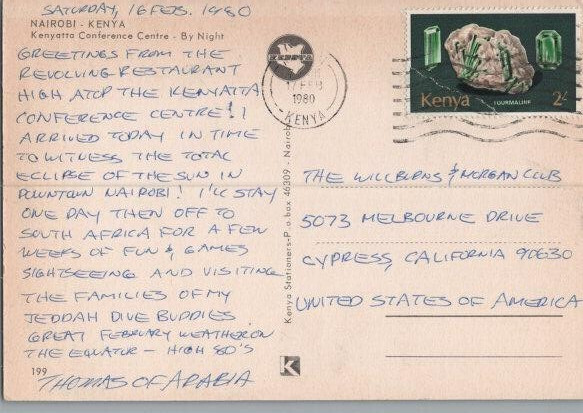 SATURDAY, 16 FEB. 1980
NAIROBI - KENYA
Kenyatta Conference Centre - By Night
GREETINGS FROM THE
REVOLVING RESTAURANT
HIGH ATOP THE KENYATTA
CONFERENCE CENTRE! I
ARRIVED TODAY IN TIME
TO WITNESS THE TOTAL
ECLIPSE OF THE SUN IN
DOWNTOWN NAIROBI! I'LL STAY
ONE DAY THEN OFF TO
SOUTH AFRICA FOR A FEW
WEEKS OF FUN & GAMES
SIGHTSEEING AND VISITING
THE FAMILIES OF MY
JEDDAH DIVE BUDDIES
GREAT FEBRUARY WEATHER ON
THE EQUATOR - HIGH 80'S
199
THOMAS OF ARABIA
Kenya Stationers-P.o box 46309 - Nairobi
K
17 FEB
1980
-KENYA-
Kenya
TOURMALINE
2/-
THE WILLBURNS & MORGAN CLUB
5073 MELBOURNE DRIVE
CYPRESS, CALIFORNIA 90630
UNITED STATES OF AMERICA